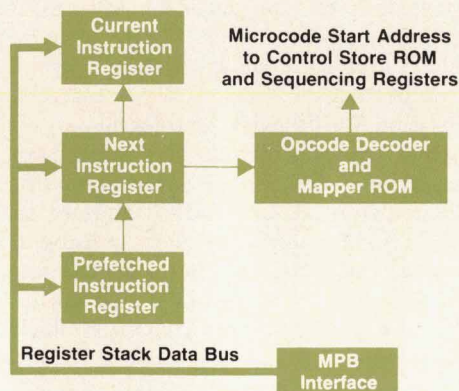 Current
Instruction
Register
Microcode Start Address
to Control Store ROM
and Sequencing Registers
Next
Instruction
Register
Opcode Decoder
and
Mapper ROM
Prefetched
Instruction
Register
Register Stack Data Bus
MPB
Interface